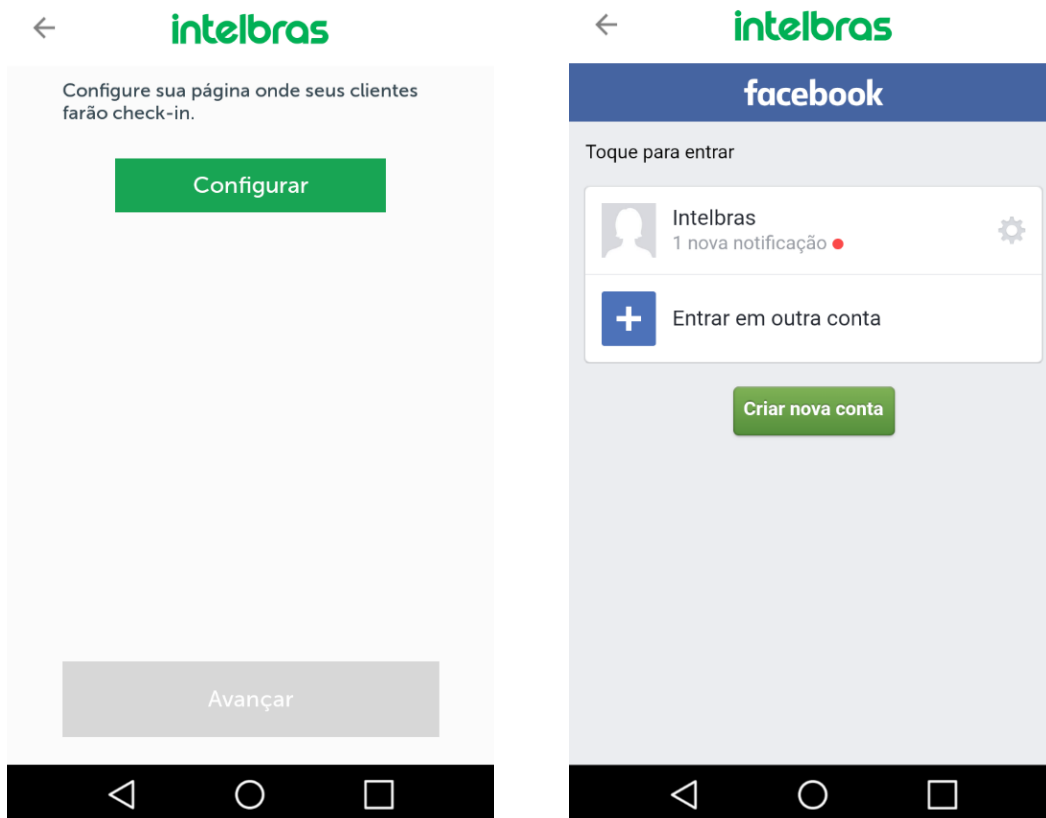 intelbras
Configure sua página onde seus clientes
farão check-in.
Configurar
Avançar
intelbras
facebook
Toque para entrar
Intelbras
1 nova notificação
Entrar em outra conta
Criar nova conta